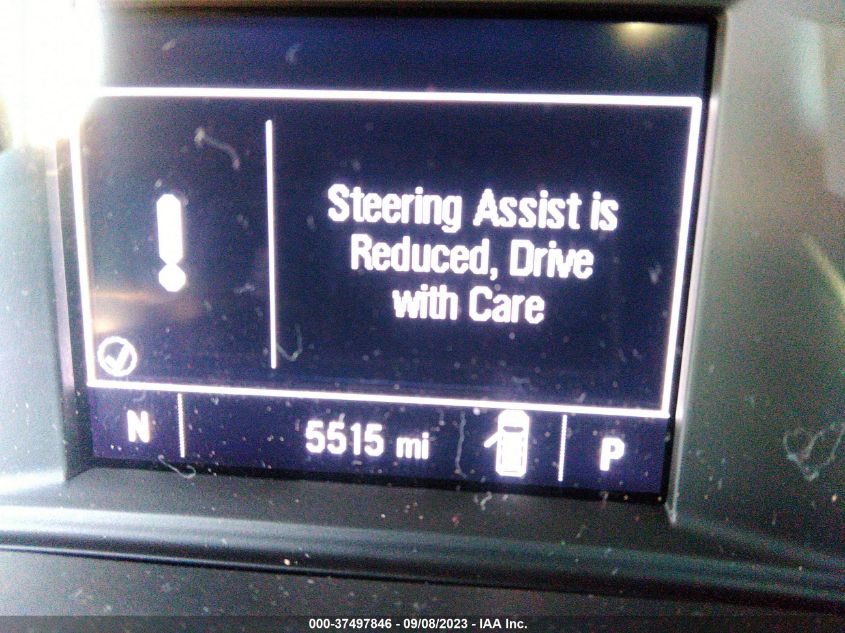 Steering Assist is
Reduced, Drive
with Care
N 5515 mi P
000-37497846 - 09/08/2023 - IAA Inc.